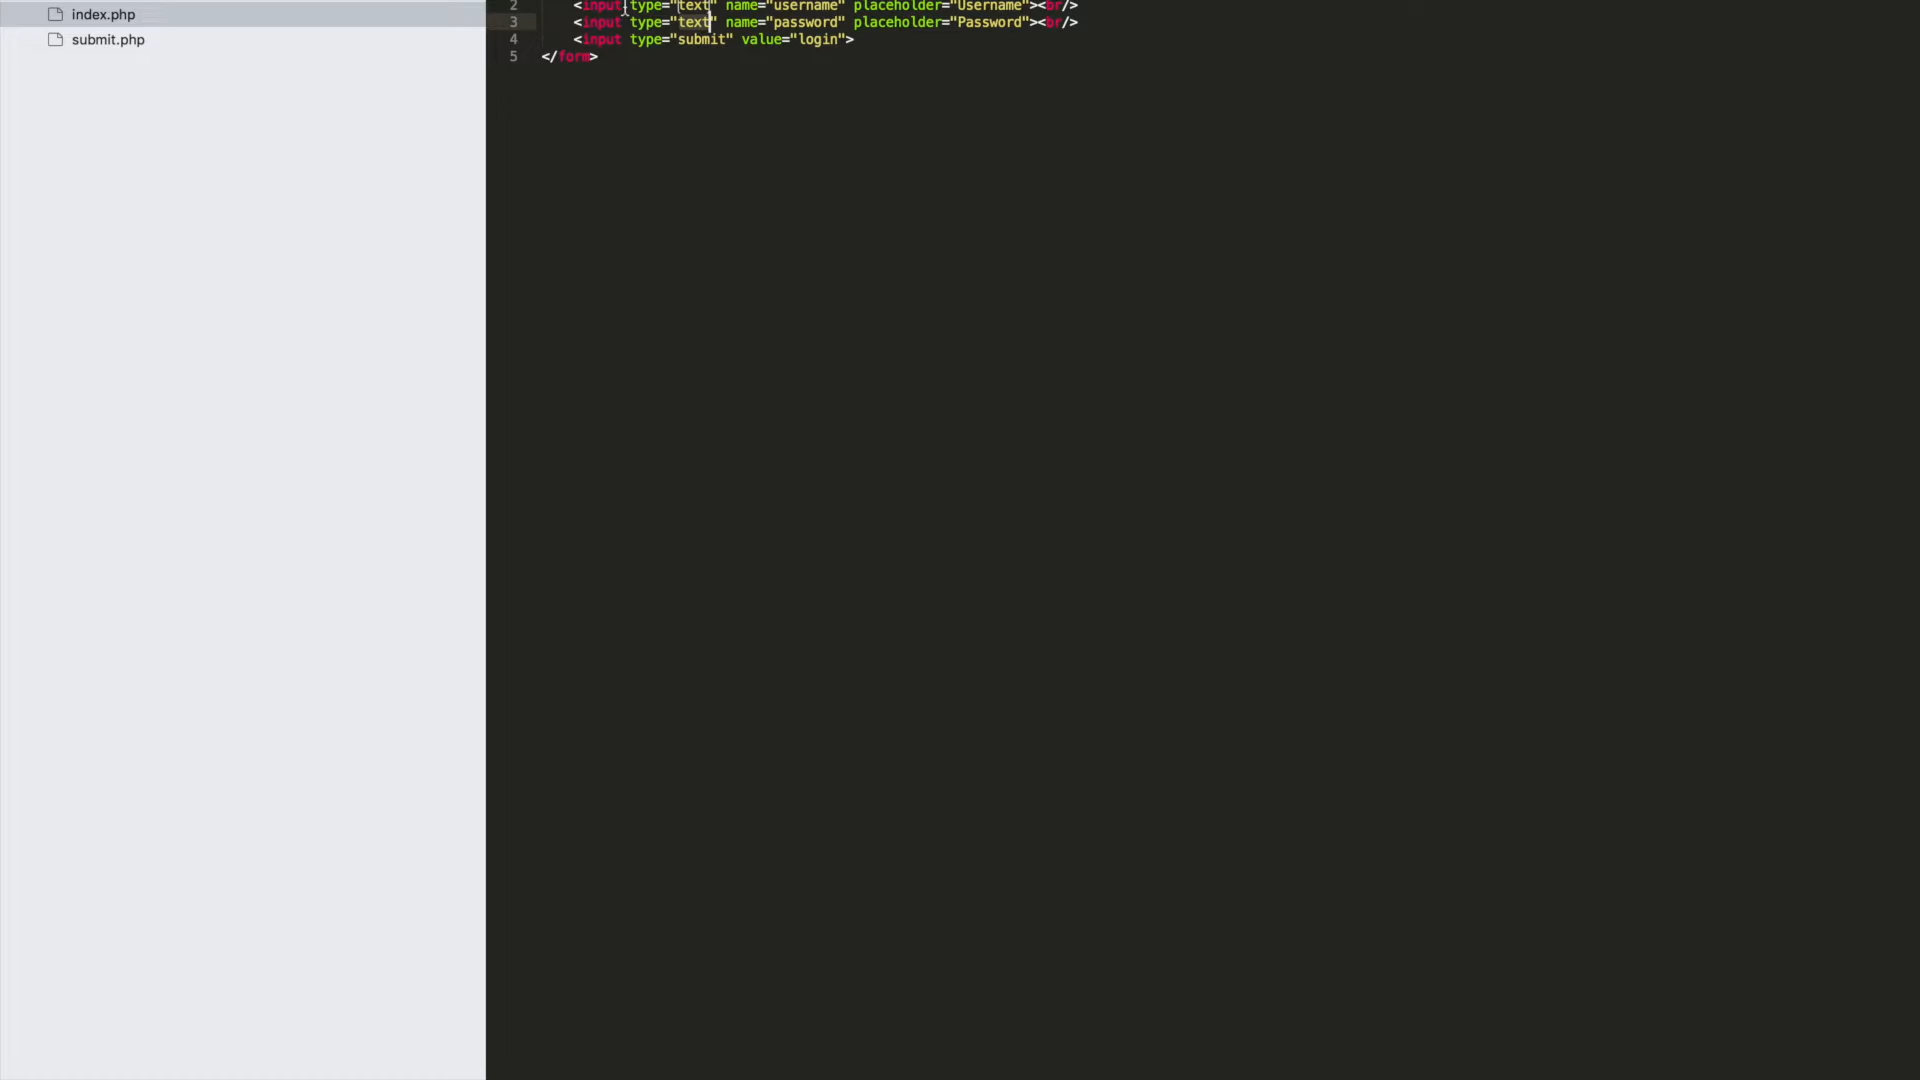 index.php
submit.php
2 <input type="text" name="username" placeholder="Username"><br/>
3 <input type="text" name="password" placeholder="Password"><br/>
4 <input type="submit" value="login">
5 </form>